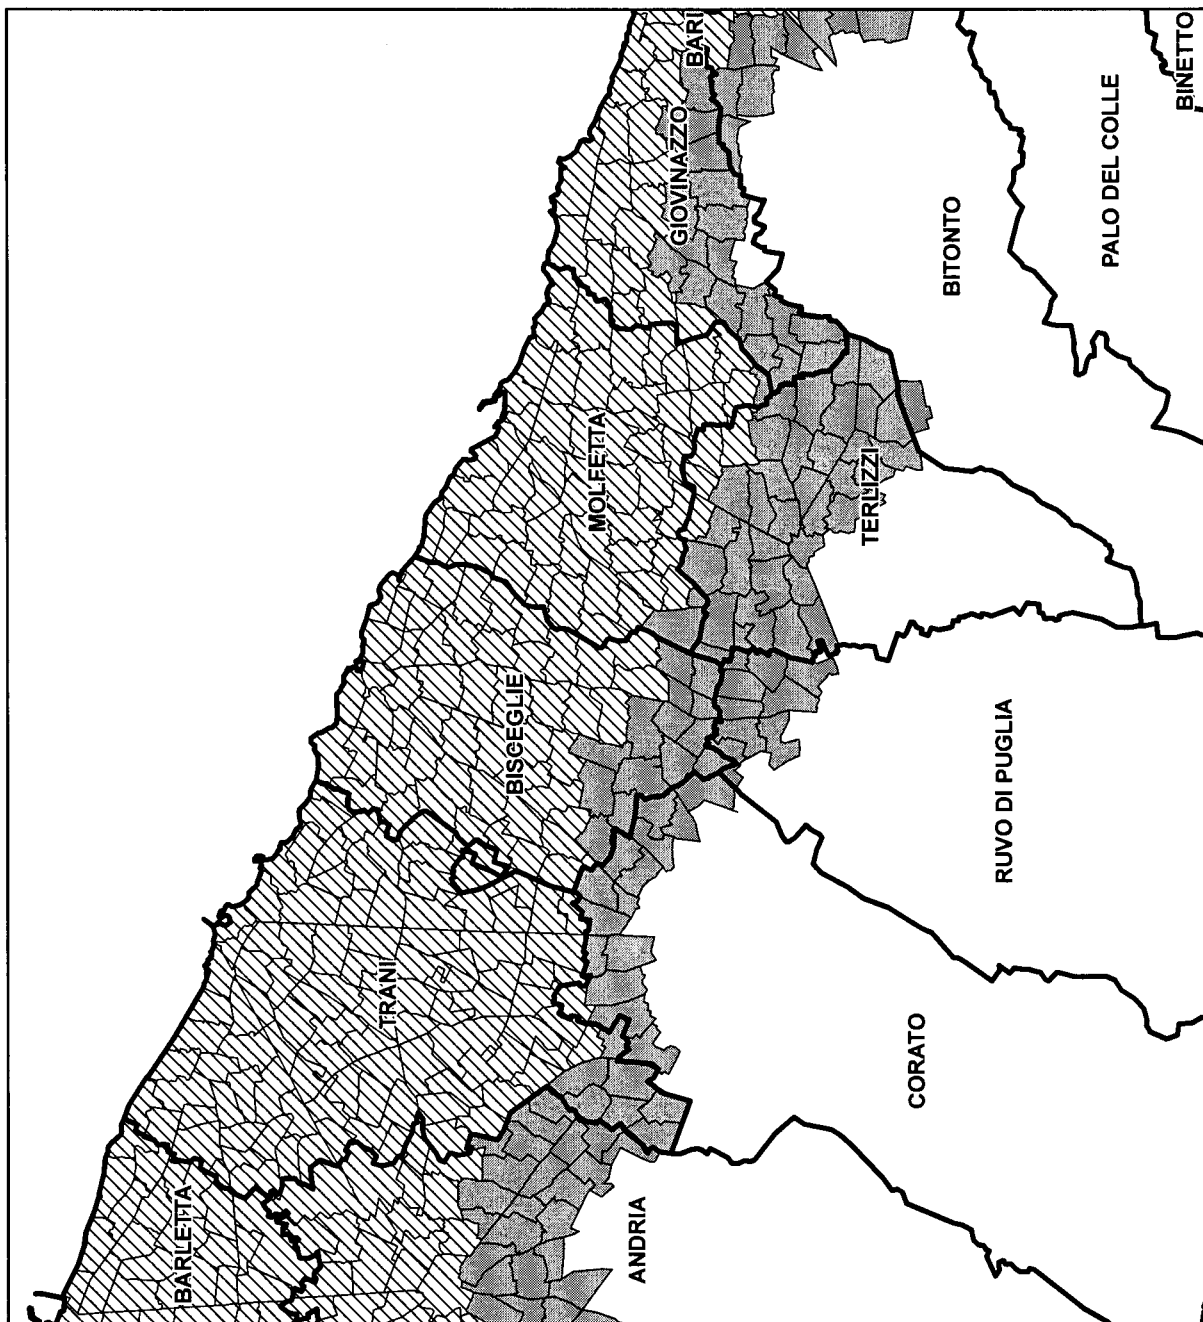 BARI
BINETTO
GIOVINAZZO
PALO DEL COLLE
BITONTO
MOLFETTA
TERLIZZI
BISCEGLIE
RUVO DI PUGLIA
TRANI
CORATO
BARLETTA
ANDRIA